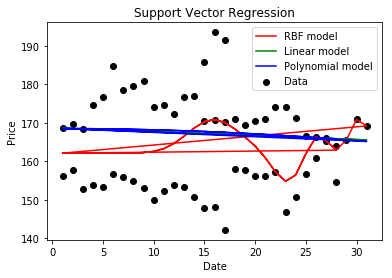 Support Vector Regression
RBF model
Linear model
Polynomial model
Data
Price
190
180
170
160
150
140
0
5
10
15
20
25
30
Date